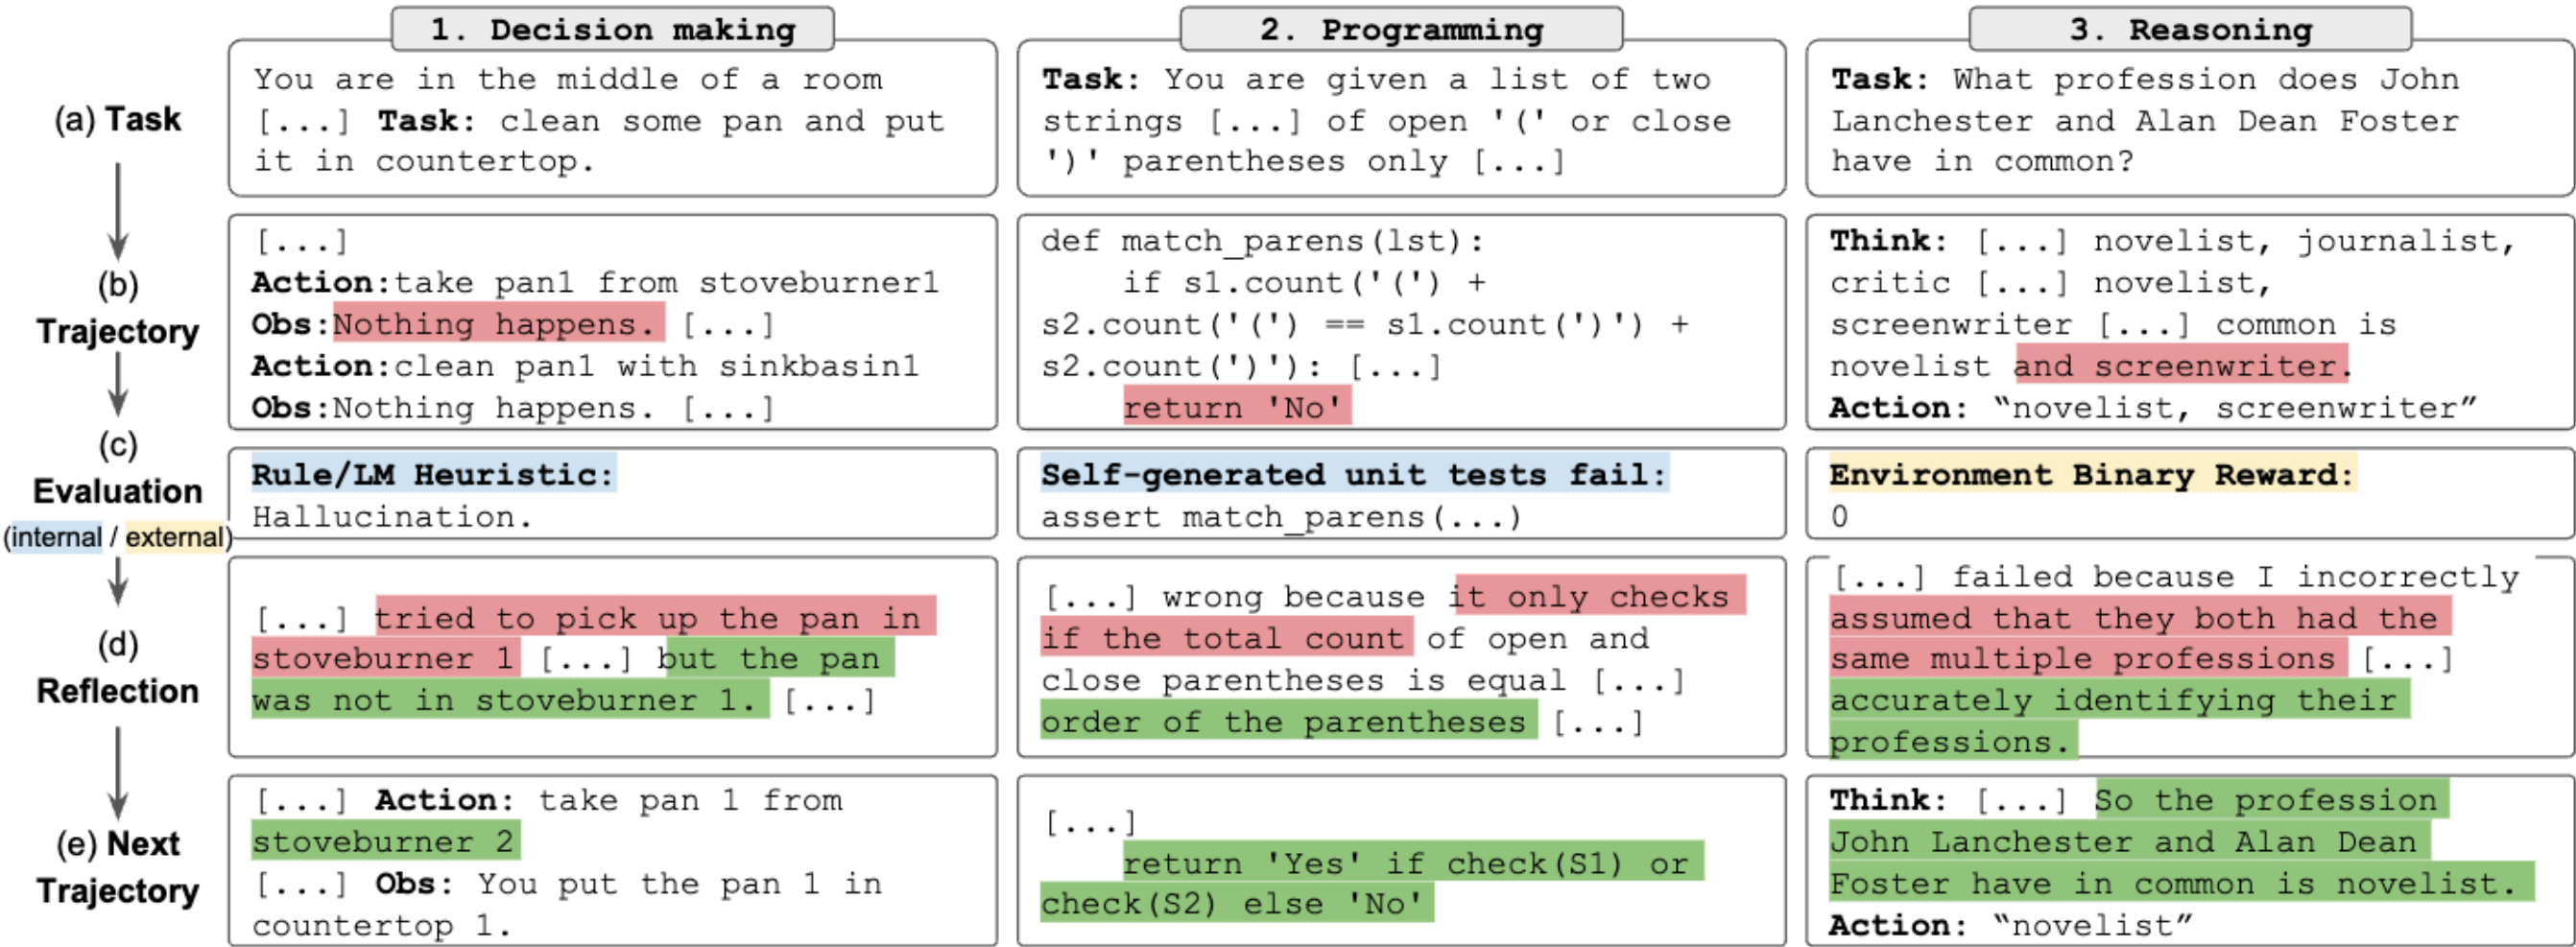 1. Decision making
2. Programming
3. Reasoning
(a) Task
You are in the middle of a room
[...] Task: clean some pan and put
it in countertop.
Task: You are given a list of two
strings [...] of open '(' or close
')' parentheses only [...]
Task: What profession does John
Lanchester and Alan Dean Foster
have in common?
(b)
Trajectory
[...]
Action:take pan1 from stoveburner1
Obs:Nothing happens. [...]
Action:clean pan1 with sinkbasin1
Obs:Nothing happens. [...]
def match_parens(lst):
    if s1.count('(') +
s2.count('(') == s1.count(')') +
s2.count(')'): [...]
    return 'No'
Think: [...] novelist, journalist,
critic [...] novelist,
screenwriter [...] common is
novelist and screenwriter.
Action: “novelist, screenwriter”
(c)
Evaluation
(internal / external)
Rule/LM Heuristic:
Hallucination.
Self-generated unit tests fail:
assert match_parens(...)
Environment Binary Reward:
0
(d)
Reflection
[...] tried to pick up the pan in
stoveburner 1 [...] but the pan
was not in stoveburner 1. [...]
[...] wrong because it only checks
if the total count of open and
close parentheses is equal [...]
order of the parentheses [...]
[...] failed because I incorrectly
assumed that they both had the
same multiple professions [...]
accurately identifying their
professions.
(e) Next
Trajectory
[...] Action: take pan 1 from
stoveburner 2
[...] Obs: You put the pan 1 in
countertop 1.
[...]
    return 'Yes' if check(S1) or
check(S2) else 'No'
Think: [...] So the profession
John Lanchester and Alan Dean
Foster have in common is novelist.
Action: “novelist”